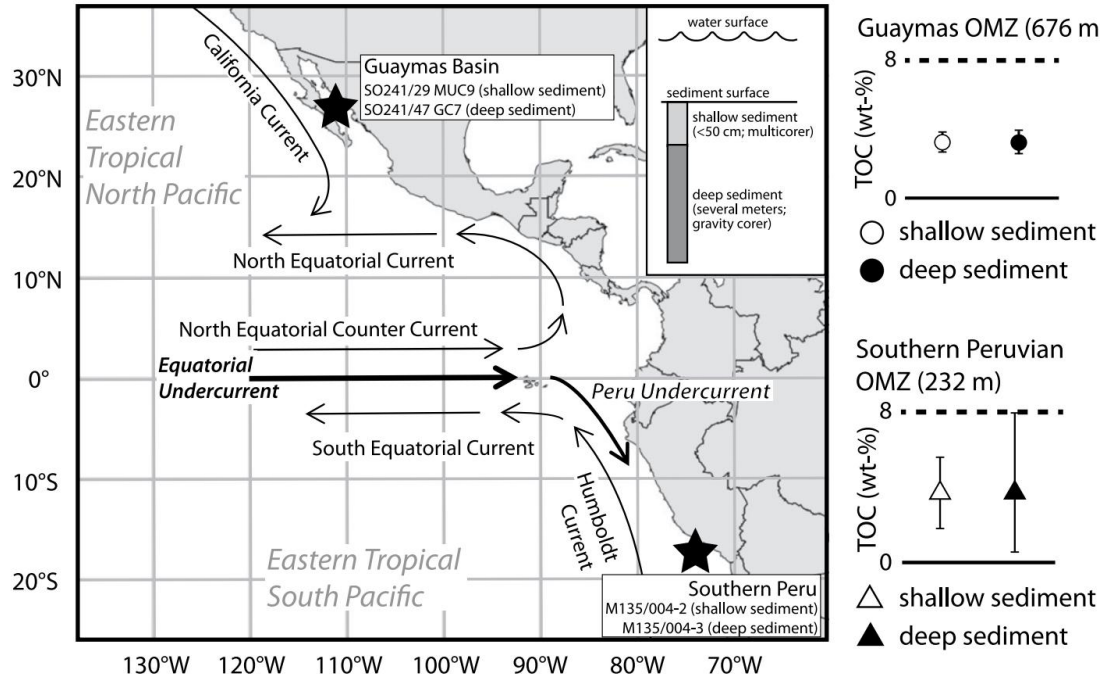 30°N
20°N
10°N
0°
10°S
20°S
130°W
120°W
110°W
100°W
90°W
80°W
70°W
California Current
Guaymas Basin
SO241/29 MUC9 (shallow sediment)
SO241/47 GC7 (deep sediment)
Eastern
Tropical
North Pacific
North Equatorial Current
North Equatorial Counter Current
Equatorial
Undercurrent
Peru Undercurrent
South Equatorial Current
Humboldt
Current
Eastern Tropical
South Pacific
Southern Peru
M135/004-2 (shallow sediment)
M135/004-3 (deep sediment)
water surface
sediment surface
shallow sediment
(<50 cm; multicorer)
deep sediment
(several meters;
gravity corer)
Guaymas OMZ (676 m
8
TOC (wt-%)
0
shallow sediment
deep sediment
Southern Peruvian
OMZ (232 m)
8
TOC (wt-%)
0
shallow sediment
deep sediment